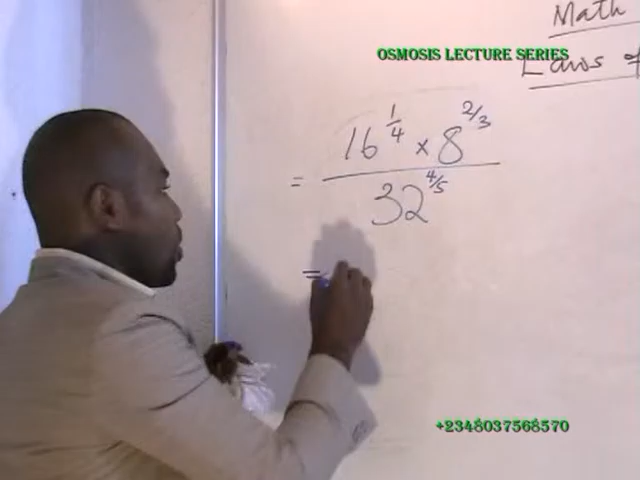 Math
OSMOSIS LECTURE SERIES
Laws of
= 16^{1/4} × 8^{2/3}
32^{4/5}
=
+2348037568570